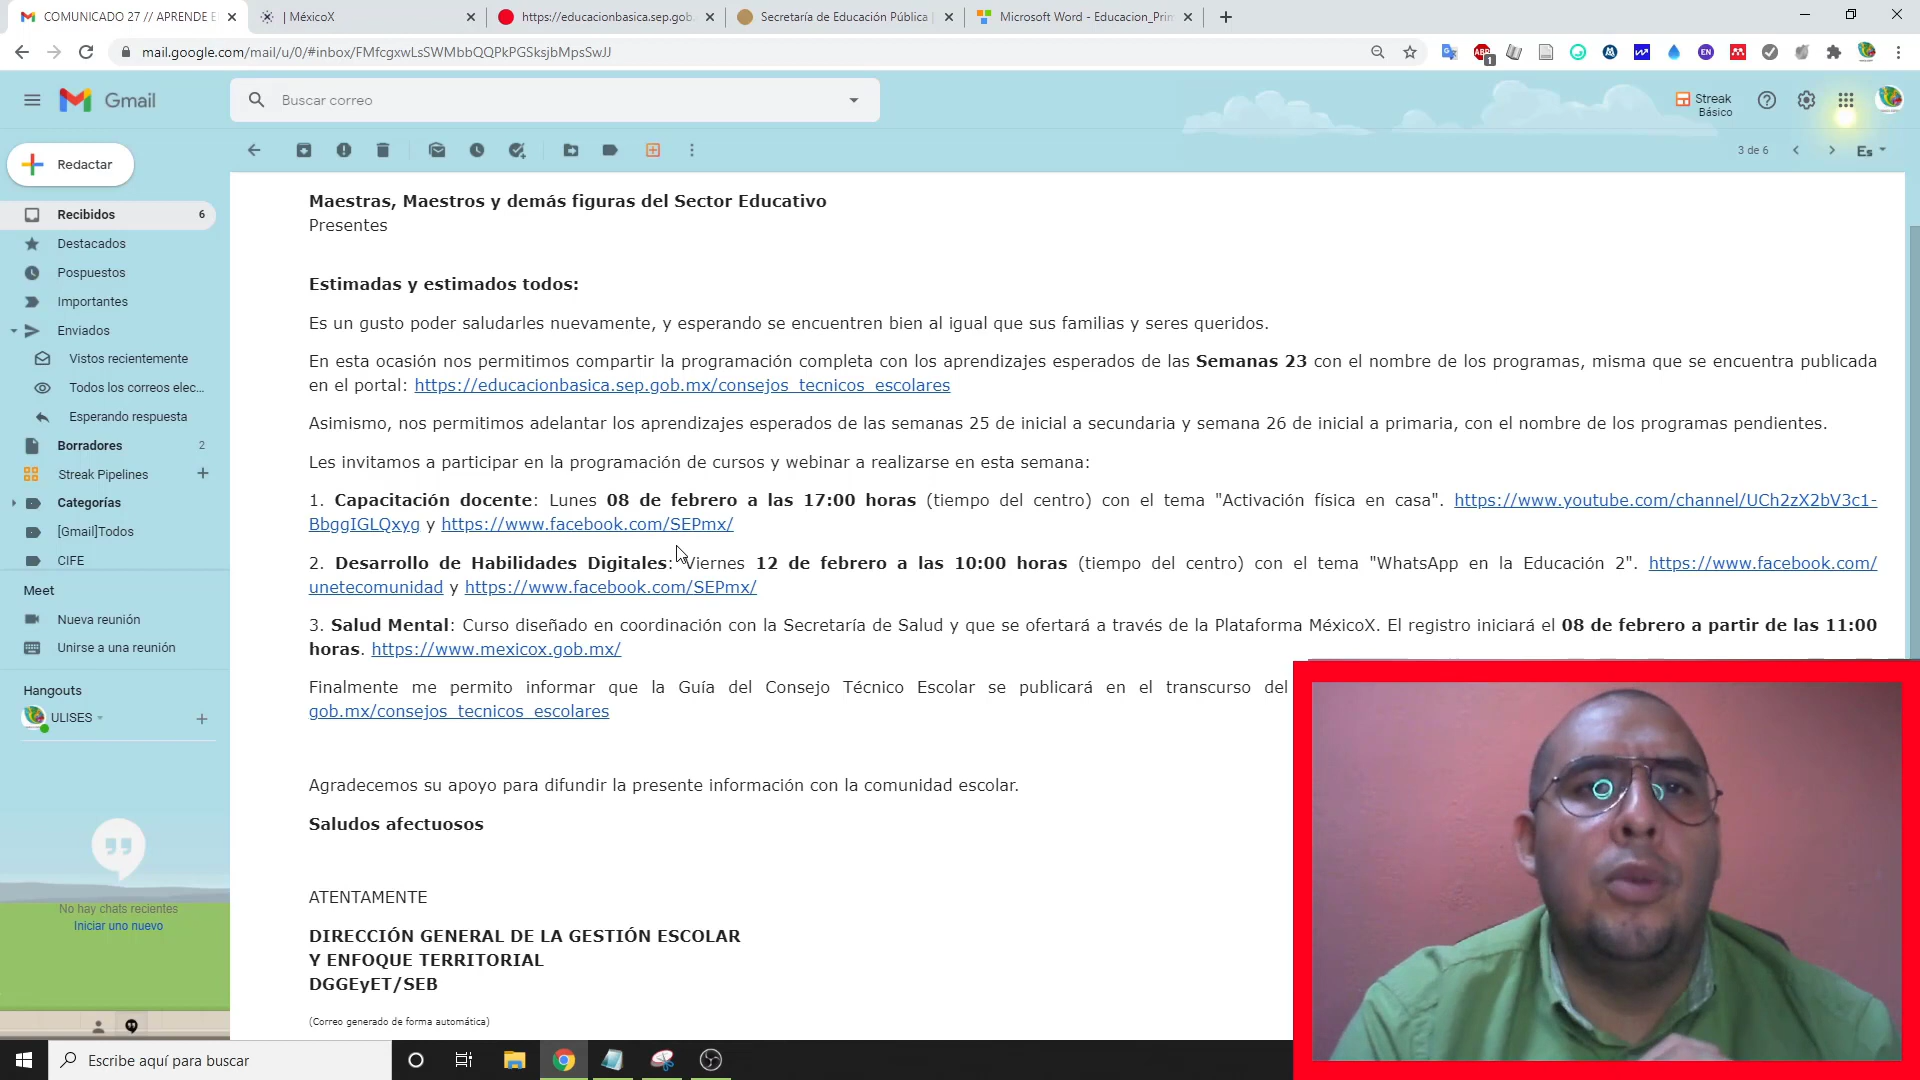 COMUNICADO 27 // APRENDE E
| MéxicoX
https://educacionbasica.sep.gob.
Secretaría de Educación Pública |
Microsoft Word - Educacion_Prim
mail.google.com/mail/u/0/#inbox/FMfcgxwLsSWMbbQQPkPGSksjbMpsSwJJ
Gmail
Buscar correo
Streak
Básico
Redactar
3 de 6
Es
Recibidos 6
Destacados
Pospuestos
Importantes
Enviados
Vistos recientemente
Todos los correos elec...
Esperando respuesta
Borradores 2
Streak Pipelines
Categorías
[Gmail]Todos
CIFE
Meet
Nueva reunión
Unirse a una reunión
Hangouts
ULISES
No hay chats recientes
Iniciar uno nuevo
Maestras, Maestros y demás figuras del Sector Educativo
Presentes
Estimadas y estimados todos:
Es un gusto poder saludarles nuevamente, y esperando se encuentren bien al igual que sus familias y seres queridos.
En esta ocasión nos permitimos compartir la programación completa con los aprendizajes esperados de las Semanas 23 con el nombre de los programas, misma que se encuentra publicada
en el portal: https://educacionbasica.sep.gob.mx/consejos_tecnicos_escolares
Asimismo, nos permitimos adelantar los aprendizajes esperados de las semanas 25 de inicial a secundaria y semana 26 de inicial a primaria, con el nombre de los programas pendientes.
Les invitamos a participar en la programación de cursos y webinar a realizarse en esta semana:
1. Capacitación docente: Lunes 08 de febrero a las 17:00 horas (tiempo del centro) con el tema "Activación física en casa". https://www.youtube.com/channel/UCh2zX2bV3c1-
BbggIGLQxyg y https://www.facebook.com/SEPmx/
2. Desarrollo de Habilidades Digitales: Viernes 12 de febrero a las 10:00 horas (tiempo del centro) con el tema "WhatsApp en la Educación 2". https://www.facebook.com/
unetecomunidad y https://www.facebook.com/SEPmx/
3. Salud Mental: Curso diseñado en coordinación con la Secretaría de Salud y que se ofertará a través de la Plataforma MéxicoX. El registro iniciará el 08 de febrero a partir de las 11:00
horas. https://www.mexicox.gob.mx/
Finalmente me permito informar que la Guía del Consejo Técnico Escolar se publicará en el transcurso del
gob.mx/consejos_tecnicos_escolares
Agradecemos su apoyo para difundir la presente información con la comunidad escolar.
Saludos afectuosos
ATENTAMENTE
DIRECCIÓN GENERAL DE LA GESTIÓN ESCOLAR
Y ENFOQUE TERRITORIAL
DGGEyET/SEB
(Correo generado de forma automática)
Escribe aquí para buscar